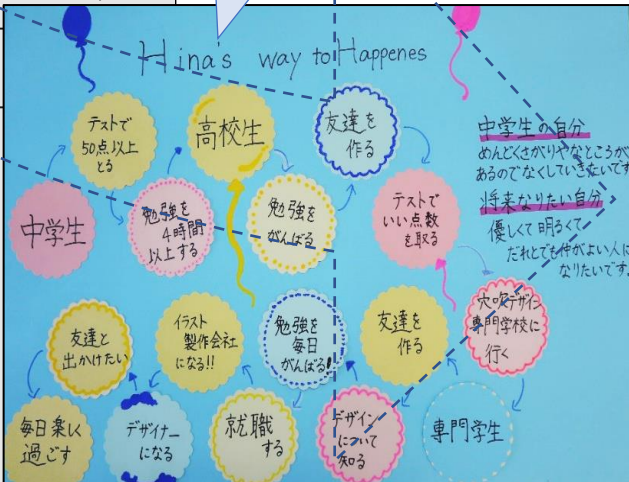 Hina's way to Happenes
中学生
テストで
50点以上
とる
勉強を
4時間
以上する
高校生
勉強を
がんばる
友達を
作る
テストで
いい点数
を取る
穴吹デザイン
専門学校に
行く
専門学生
友達を
作る
デザイン
について
知る
勉強を
毎日
がんばる!
就職
する
イラスト
製作会社
になる!!
デザイナー
になる
友達と
出かけたい
毎日楽しく
過ごす
中学生の自分
めんどくさがりやなところが
あるのでなくしていきたいです
将来なりたい自分
優しくて明るくて
だれとでも仲がよい人に
なりたいです。